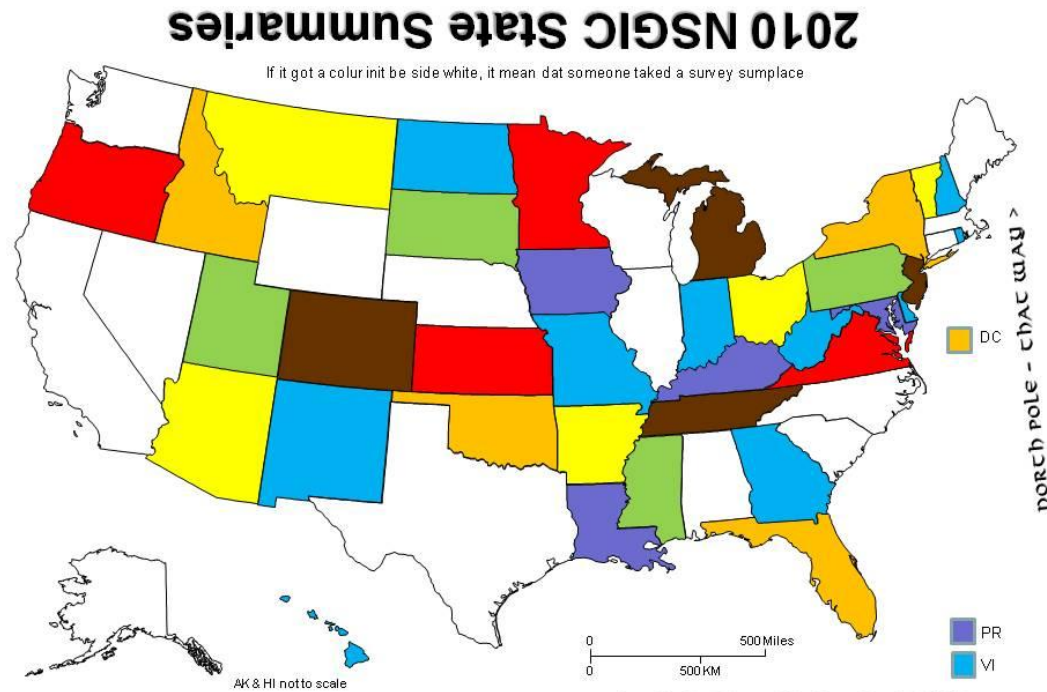 2010 NSGIC State Summaries
If it got a colur init be side white, it mean dat someone taked a survey sumplace
DC
North Pole - that way >
PR
VI
0 500 Miles
0 500 KM
AK & HI not to scale